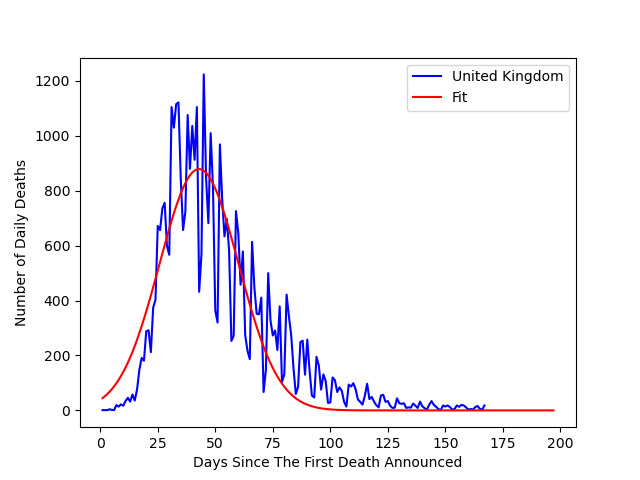 United Kingdom
Fit
1200
1000
800
600
400
200
0
Number of Daily Deaths
0 25 50 75 100 125 150 175 200
Days Since The First Death Announced